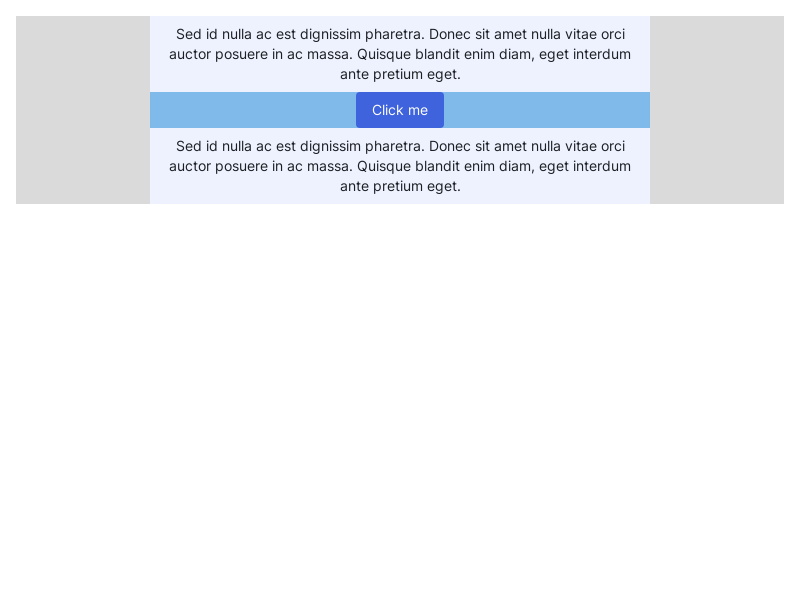 Sed id nulla ac est dignissim pharetra. Donec sit amet nulla vitae orci
auctor posuere in ac massa. Quisque blandit enim diam, eget interdum
ante pretium eget.
Click me
Sed id nulla ac est dignissim pharetra. Donec sit amet nulla vitae orci
auctor posuere in ac massa. Quisque blandit enim diam, eget interdum
ante pretium eget.